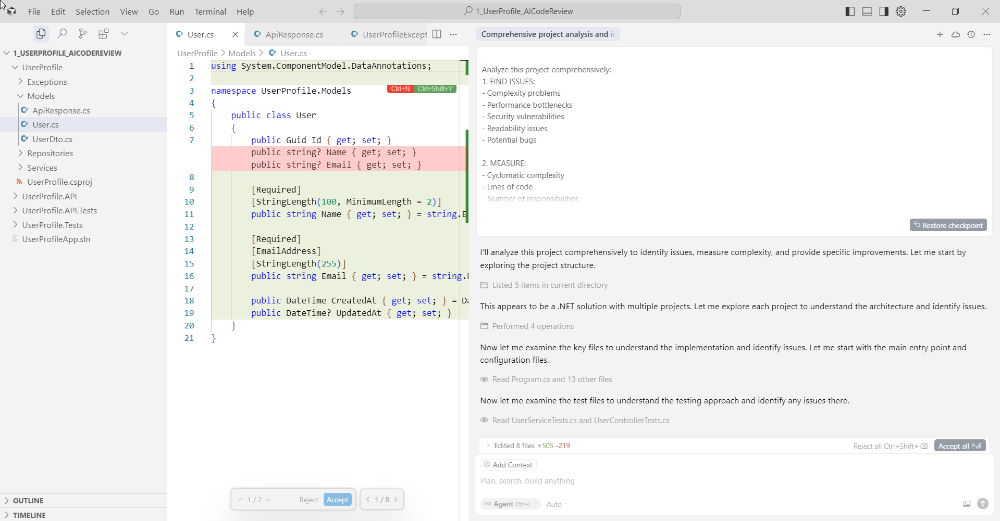 File Edit Selection View Go Run Terminal Help
1_UserProfile_AICodeReview
1_USERPROFILE_AICODEREVIEW
UserProfile
Exceptions
Models
ApiResponse.cs
User.cs
UserDto.cs
Repositories
Services
UserProfile.csproj
UserProfile.API
UserProfile.API.Tests
UserProfile.Tests
UserProfileApp.sln
OUTLINE
TIMELINE
User.cs ApiResponse.cs UserProfileExcept
UserProfile > Models > User.cs
1 using System.ComponentModel.DataAnnotations;
2
3 namespace UserProfile.Models
Ctrl+N Ctrl+Shift+Y
4 {
5 public class User
6 {
7 public Guid Id { get; set; }
public string? Name { get; set; }
public string? Email { get; set; }
8
9 [Required]
10 [StringLength(100, MinimumLength = 2)]
11 public string Name { get; set; } = string.E
12
13 [Required]
14 [EmailAddress]
15 [StringLength(255)]
16 public string Email { get; set; } = string.
17
18 public DateTime CreatedAt { get; set; } = Da
19 public DateTime? UpdatedAt { get; set; }
20 }
21 }
1 / 2 Reject Accept
1 / 8
Comprehensive project analysis and i
Analyze this project comprehensively:
1. FIND ISSUES:
- Complexity problems
- Performance bottlenecks
- Security vulnerabilities
- Readability issues
- Potential bugs
2. MEASURE:
- Cyclomatic complexity
- Lines of code
- Number of responsibilities
Restore checkpoint
I'll analyze this project comprehensively to identify issues, measure complexity, and provide specific improvements. Let me start by
exploring the project structure.
Listed 5 items in current directory
This appears to be a .NET solution with multiple projects. Let me explore each project to understand the architecture and identify issues.
Performed 4 operations
Now let me examine the key files to understand the implementation and identify issues. Let me start with the main entry point and
configuration files.
Read Program.cs and 13 other files
Now let me examine the test files to understand the testing approach and identify any issues there.
Read UserServiceTests.cs and UserControllerTests.cs
Edited 8 files +505 -219
Reject all Ctrl+Shift+⌫ Accept all ^⏎
@ Add Context
Plan, search, build anything
∞ Agent Ctrl+I Auto